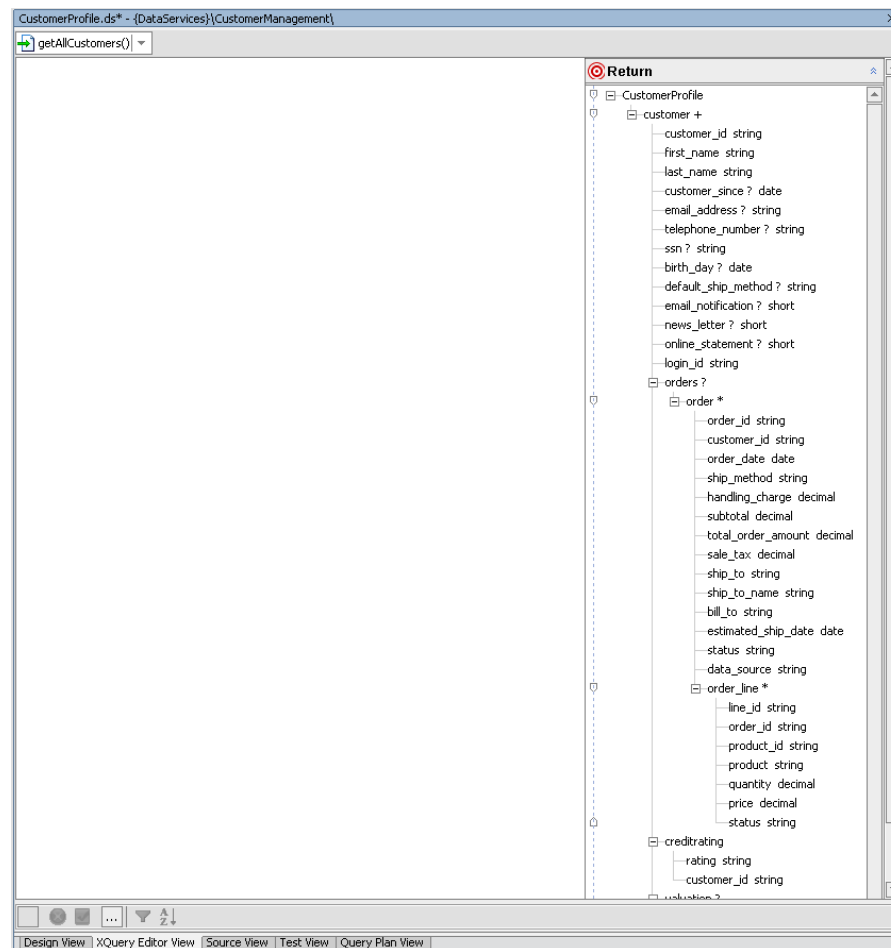 CustomerProfile.ds* - {DataServices}\CustomerManagement\
getAllCustomers()
Return
CustomerProfile
customer +
customer_id string
first_name string
last_name string
customer_since ? date
email_address ? string
telephone_number ? string
ssn ? string
birth_day ? date
default_ship_method ? string
email_notification ? short
news_letter ? short
online_statement ? short
login_id string
orders ?
order *
order_id string
customer_id string
order_date date
ship_method string
handling_charge decimal
subtotal decimal
total_order_amount decimal
sale_tax decimal
ship_to string
ship_to_name string
bill_to string
estimated_ship_date date
status string
data_source string
order_line *
line_id string
order_id string
product_id string
product string
quantity decimal
price decimal
status string
creditrating
rating string
customer_id string
valuation ?
... A Z
Design View XQuery Editor View Source View Test View Query Plan View